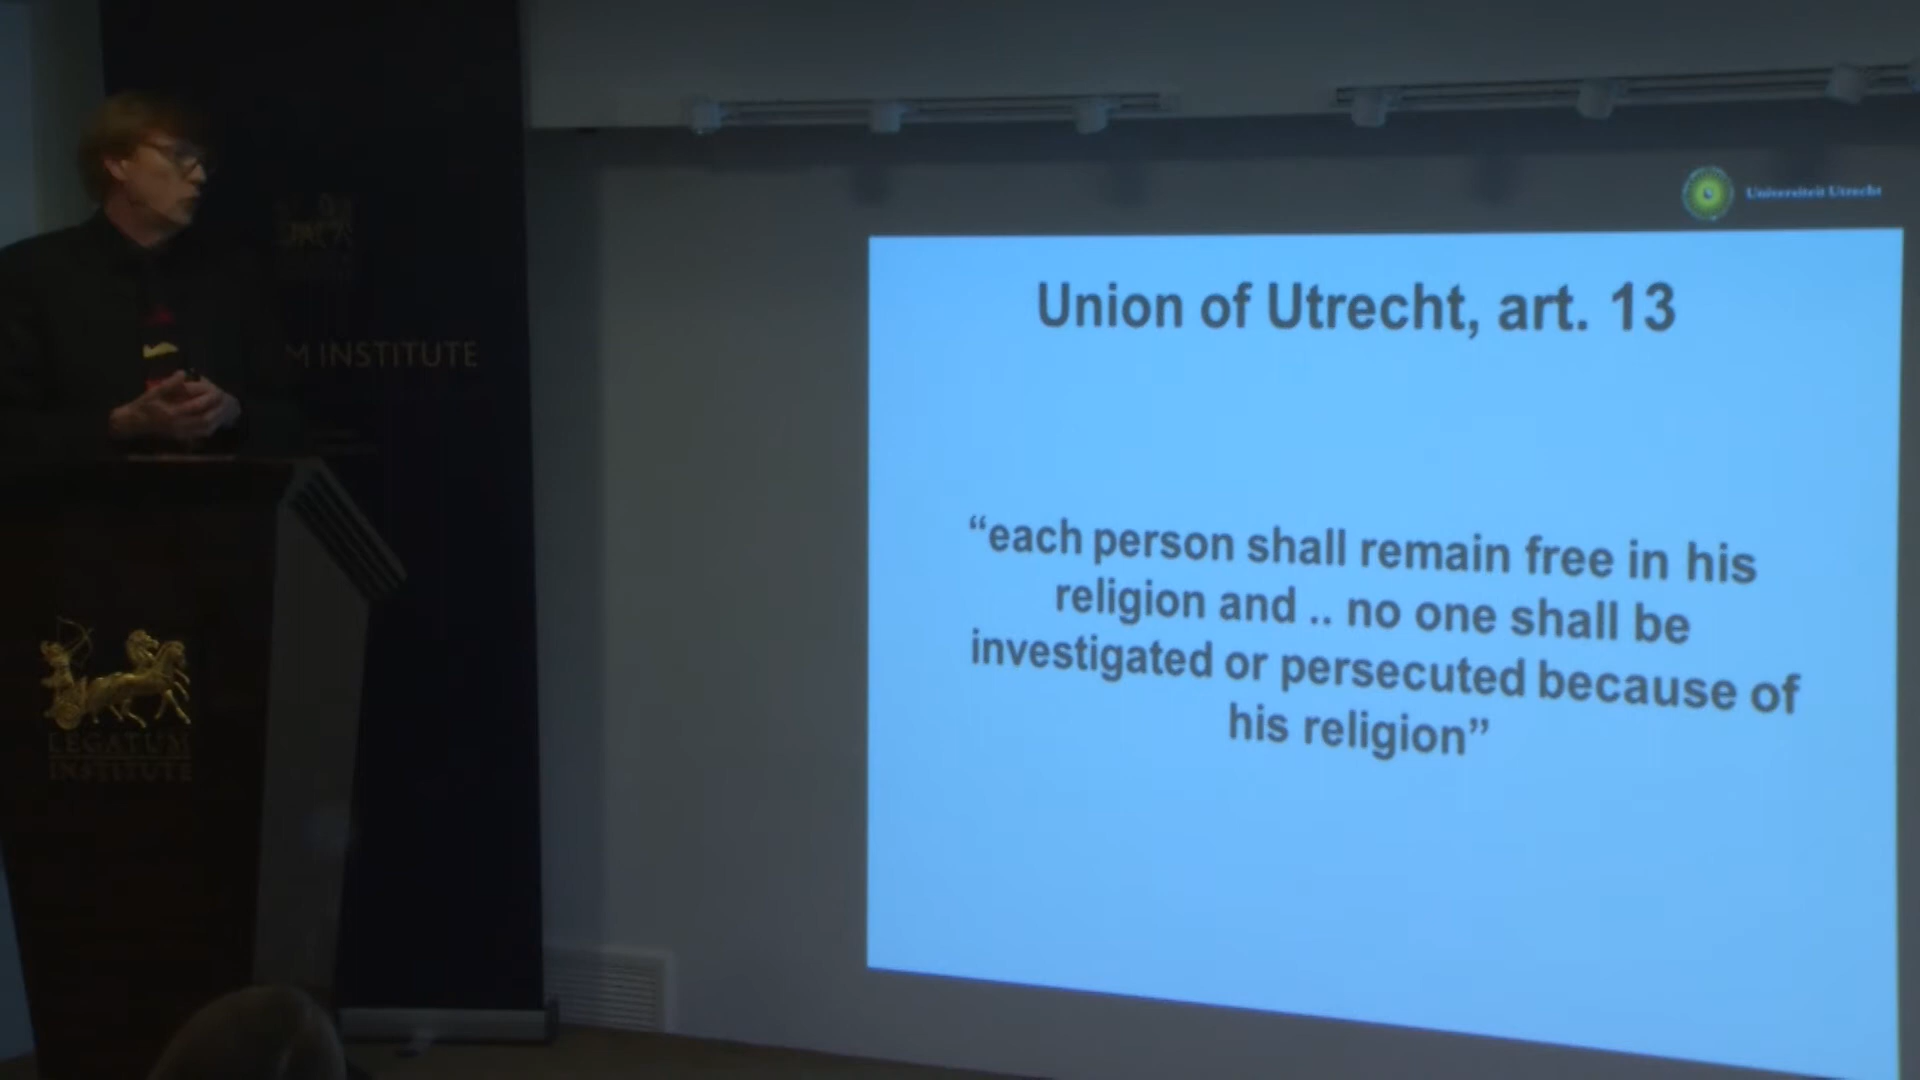 Universiteit Utrecht
Union of Utrecht, art. 13
“each person shall remain free in his
religion and .. no one shall be
investigated or persecuted because of
his religion”
M INSTITUTE
LEGATUM
INSTITUTE